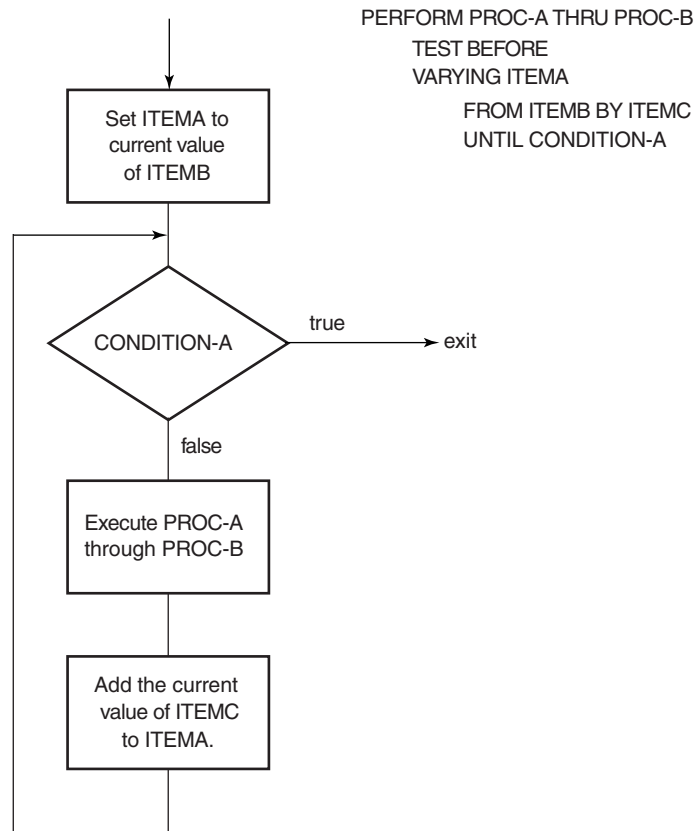 PERFORM PROC-A THRU PROC-B
TEST BEFORE
VARYING ITEMA
FROM ITEMB BY ITEMC
UNTIL CONDITION-A
Set ITEMA to
current value
of ITEMB
CONDITION-A
true
exit
false
Execute PROC-A
through PROC-B
Add the current
value of ITEMC
to ITEMA.